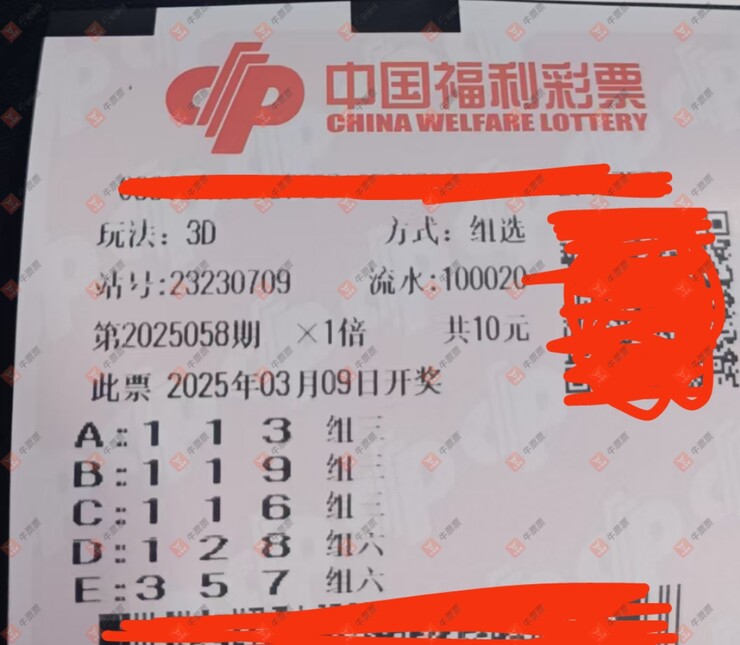 中国福利彩票
CHINA WELFARE LOTTERY
玩法：3D 方式：组选
站号:23230709 流水:100020
第2025058期 ×1倍 共10元
此票 2025年03月09日开奖
A:1 1 3 组三
B:1 1 9 组三
C:1 1 6 组三
D:1 2 8 组六
E:3 5 7 组六